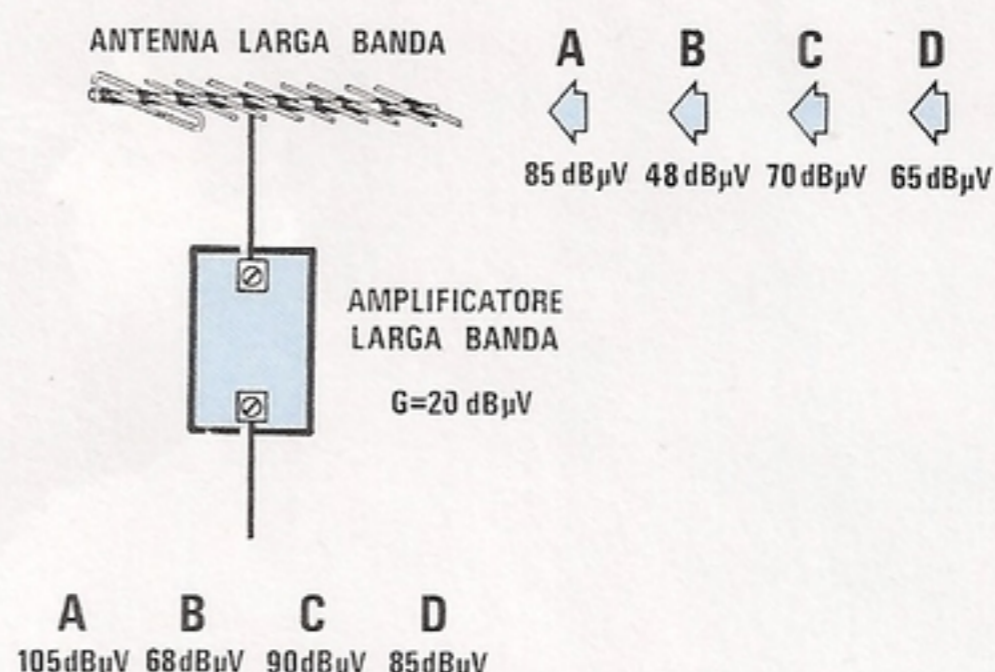 ANTENNA LARGA BANDA
A B C D
85 dBµV 48 dBµV 70 dBµV 65 dBµV
AMPLIFICATORE
LARGA BANDA
G=20 dBµV
A B C D
105dBµV 68dBµV 90dBµV 85dBµV